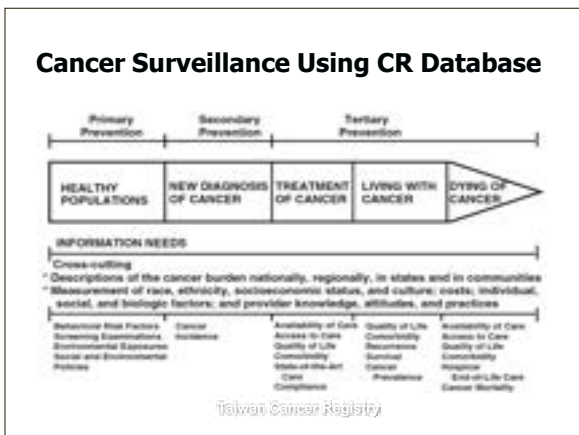 Cancer Surveillance Using CR Database
Primary Prevention
Secondary Prevention
Tertiary Prevention
HEALTHY POPULATIONS
NEW DIAGNOSIS OF CANCER
TREATMENT OF CANCER
LIVING WITH CANCER
DYING OF CANCER
INFORMATION NEEDS
Cross-cutting
* Descriptions of the cancer burden nationally, regionally, in states and in communities
* Measurement of race, ethnicity, socioeconomic status, and culture; costs; individual,
social, and biologic factors; and provider knowledge, attitudes, and practices
Behavioral Risk Factors
Screening Examinations
Environmental Exposures
Social and Environmental
Policies
Cancer
Incidence
Availability of Care
Access to Care
Quality of Life
Comorbidity
State-of-the-Art
Care
Compliance
Quality of Life
Comorbidity
Recurrence
Survival
Cancer
Prevalence
Availability of Care
Access to Care
Quality of Life
Comorbidity
Hospice/
End-of-Life Care
Cancer Mortality
Taiwan Cancer Registry